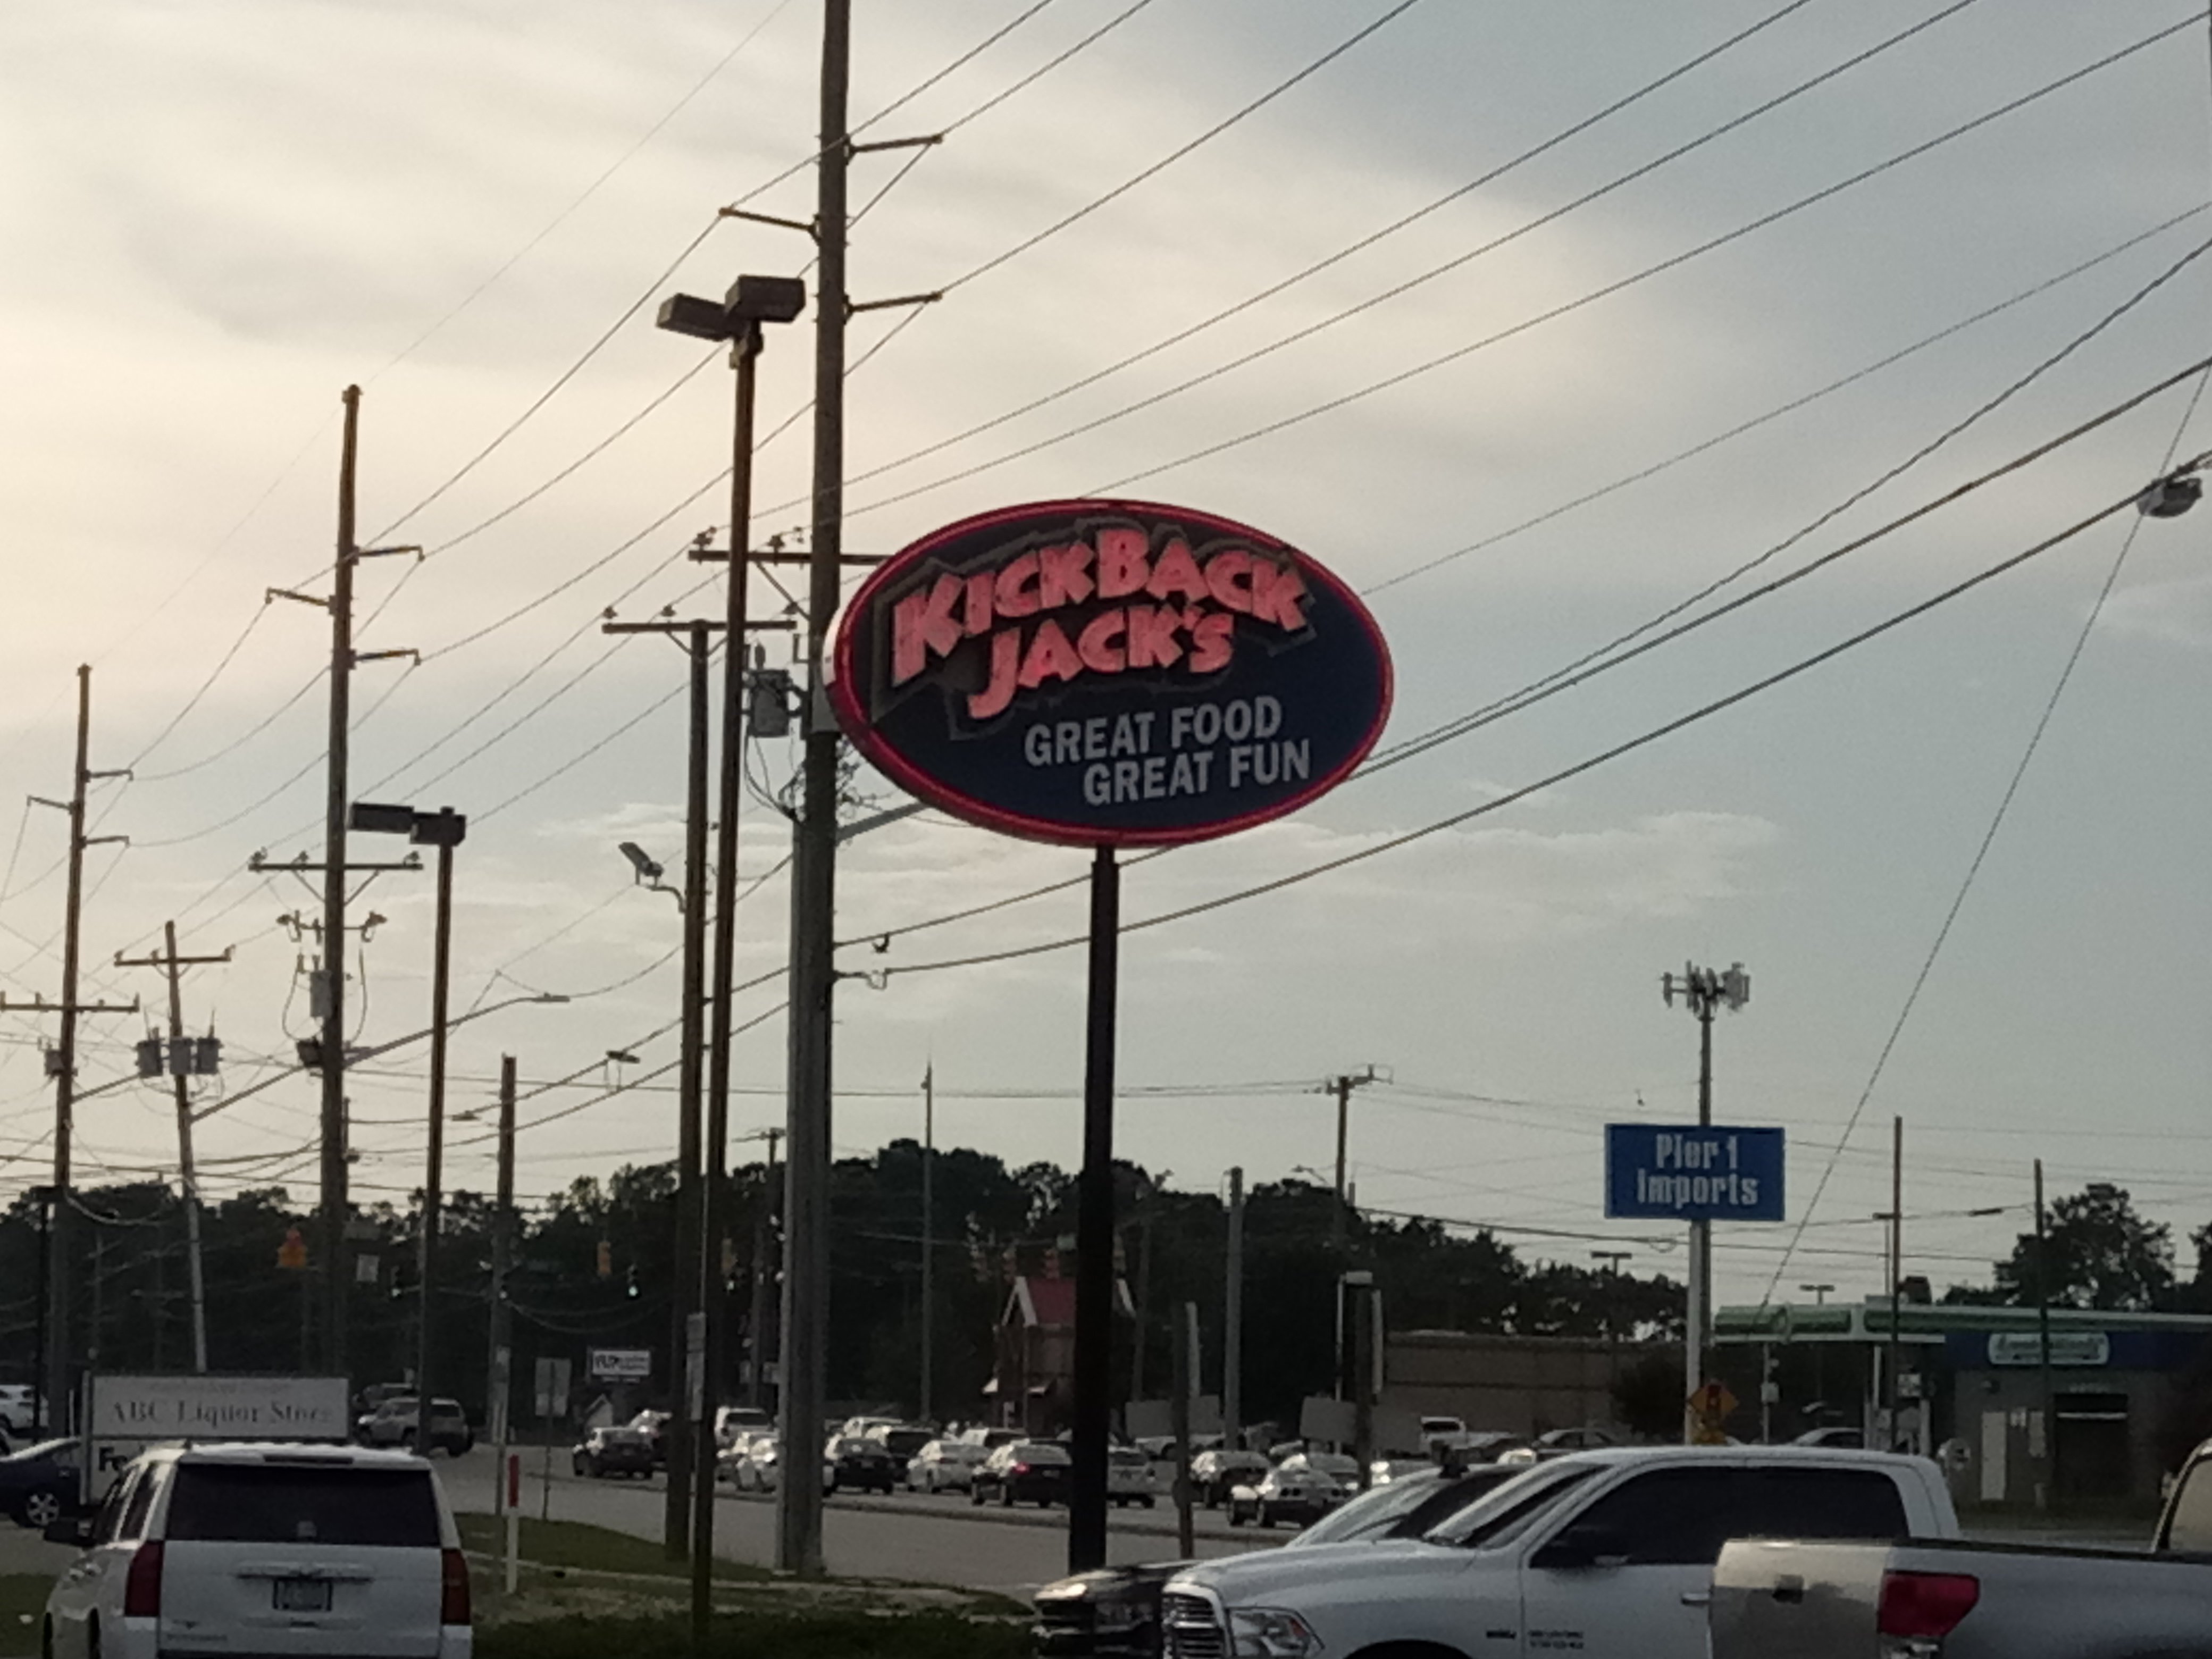 KICKBACK
JACK'S
GREAT FOOD
GREAT FUN
Pier 1
imports
ABC Liquor Store